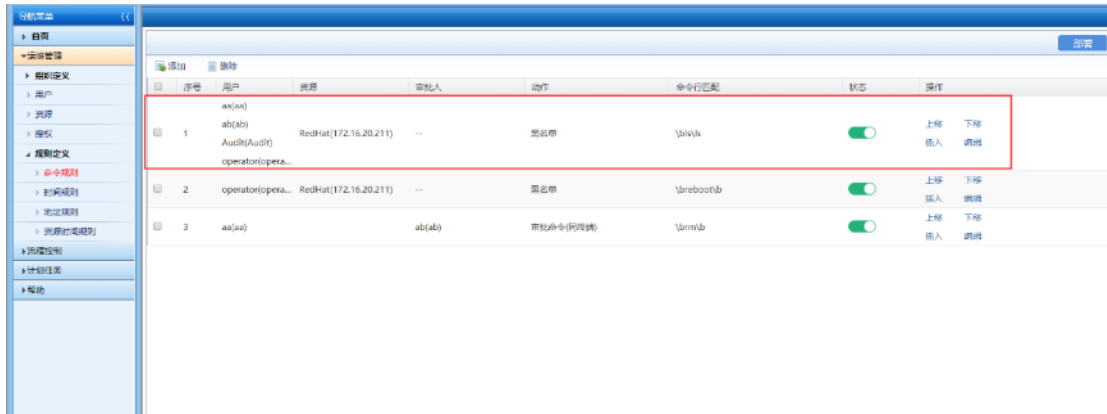 导航菜单
首页
运维管理
组织定义
用户
资源
授权
规则定义
命令规则
时间规则
地址规则
资源时间规则
流程控制
计划任务
帮助
部署
添加 删除
序号 用户 资源 审批人 动作 命令行匹配 状态 操作
aa(aa)
ab(ab)
Audit(Audit)
operator(opera...
1 RedHat(172.16.20.211) -- 黑名单 \bls\ls
上移 下移
插入 编辑
2 operator(opera... RedHat(172.16.20.211) -- 黑名单 \breboot\b
上移 下移
插入 编辑
3 aa(aa) ab(ab) 审批命令(同步锁) \brm\b
上移 下移
插入 编辑